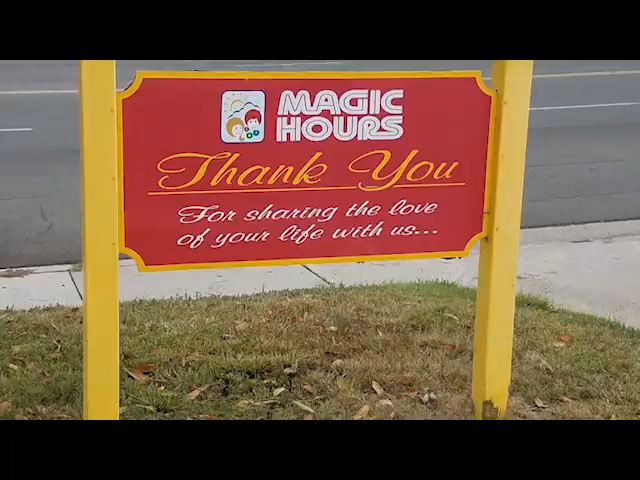 MAGIC
HOURS
Thank You
For sharing the love
of your life with us...